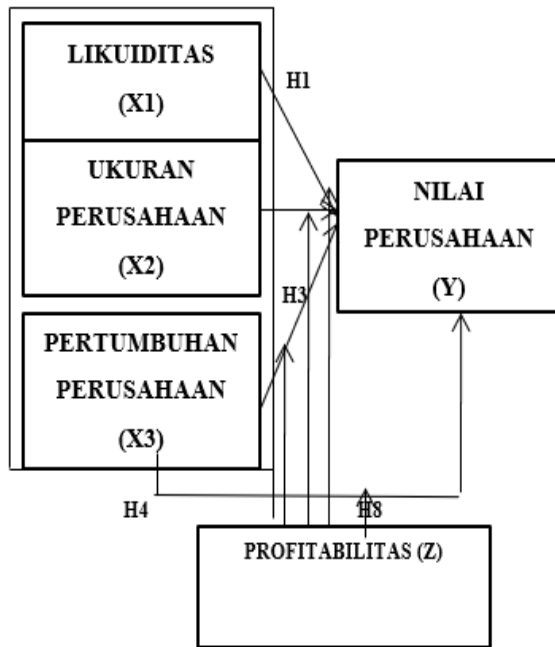 LIKUIDITAS
(X1)
H1
UKURAN
PERUSAHAAN
(X2)
NILAI
PERUSAHAAN
(Y)
H3
PERTUMBUHAN
PERUSAHAAN
(X3)
H4
H8
PROFITABILITAS (Z)